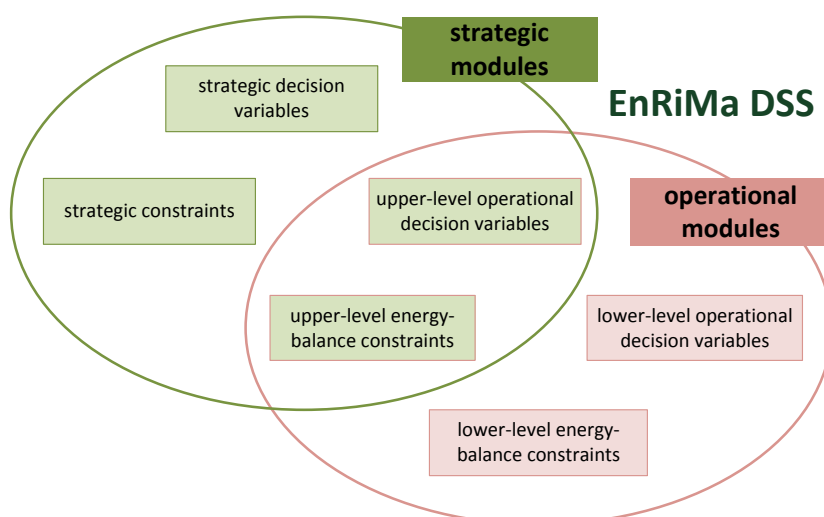 strategic
modules
EnRiMa DSS
strategic decision
variables
strategic constraints
upper-level operational
decision variables
operational
modules
upper-level energy-
balance constraints
lower-level operational
decision variables
lower-level energy-
balance constraints